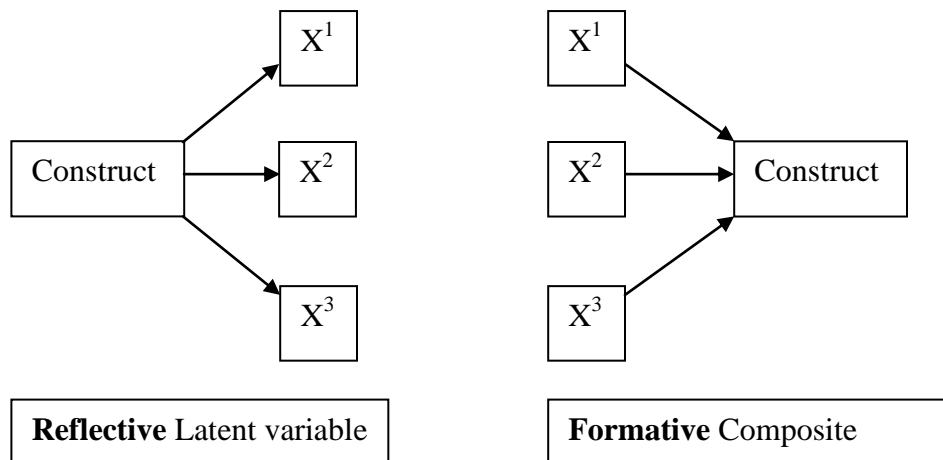 X¹
Construct
X²
X³
Reflective Latent variable
X¹
X²
Construct
X³
Formative Composite